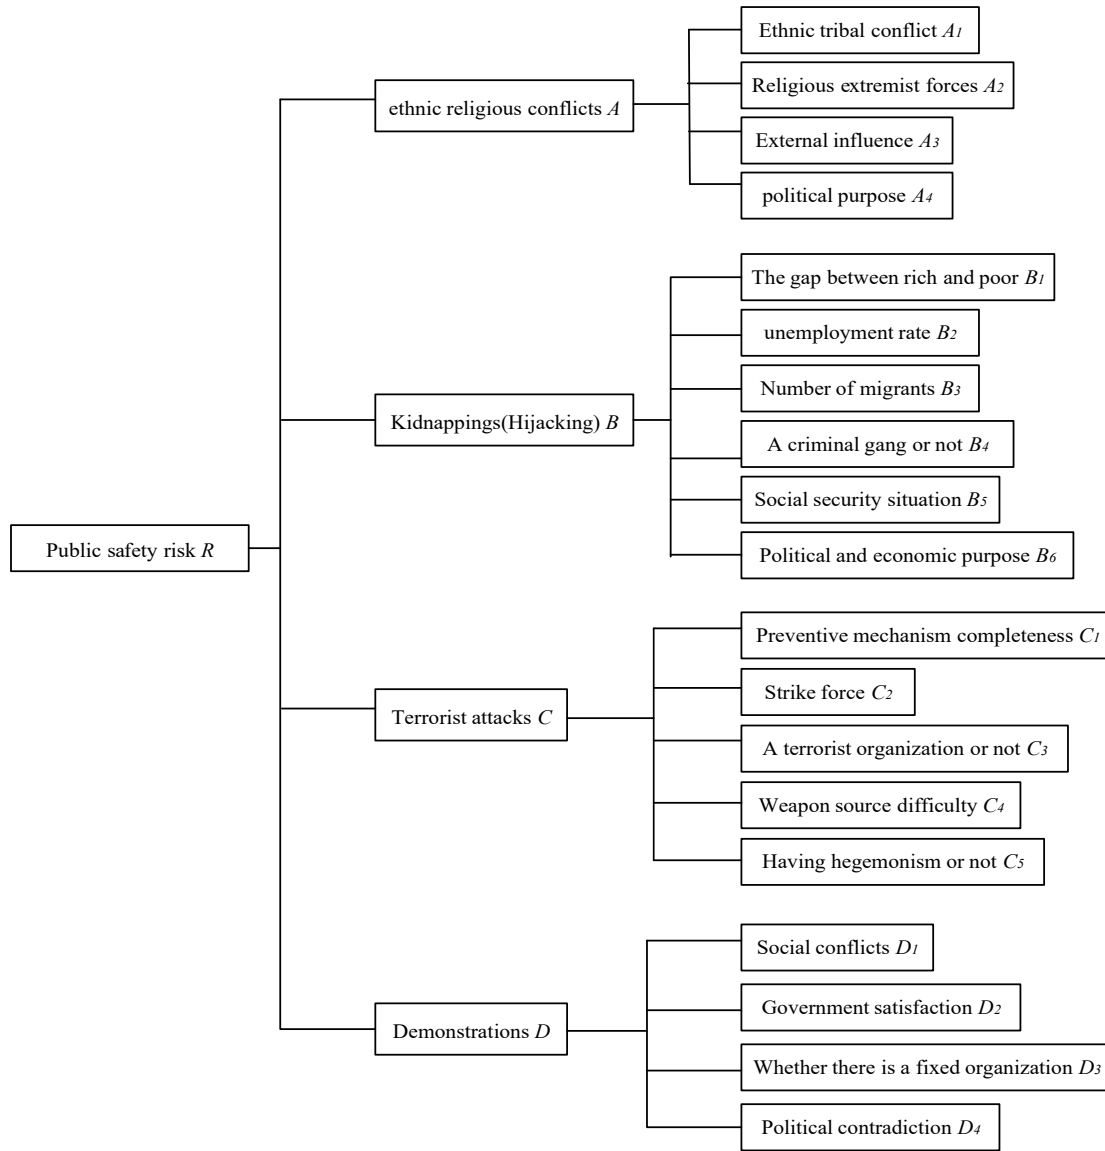 Ethnic tribal conflict A1
Religious extremist forces A2
ethnic religious conflicts A
External influence A3
political purpose A4
The gap between rich and poor B1
unemployment rate B2
Number of migrants B3
Kidnappings(Hijacking) B
A criminal gang or not B4
Social security situation B5
Political and economic purpose B6
Public safety risk R
Preventive mechanism completeness C1
Strike force C2
Terrorist attacks C
A terrorist organization or not C3
Weapon source difficulty C4
Having hegemonism or not C5
Social conflicts D1
Government satisfaction D2
Demonstrations D
Whether there is a fixed organization D3
Political contradiction D4